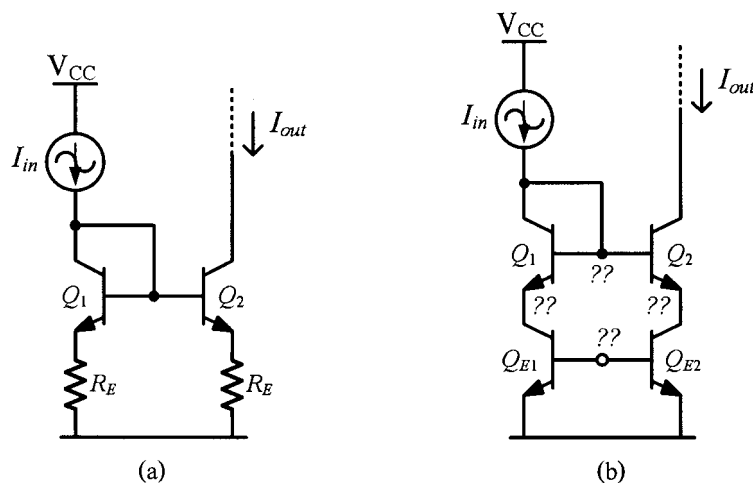 V_CC
I_in
I_out
Q_1
Q_2
R_E
R_E
(a)
V_CC
I_in
I_out
Q_1
Q_2
??
??
??
??
Q_E1
Q_E2
(b)